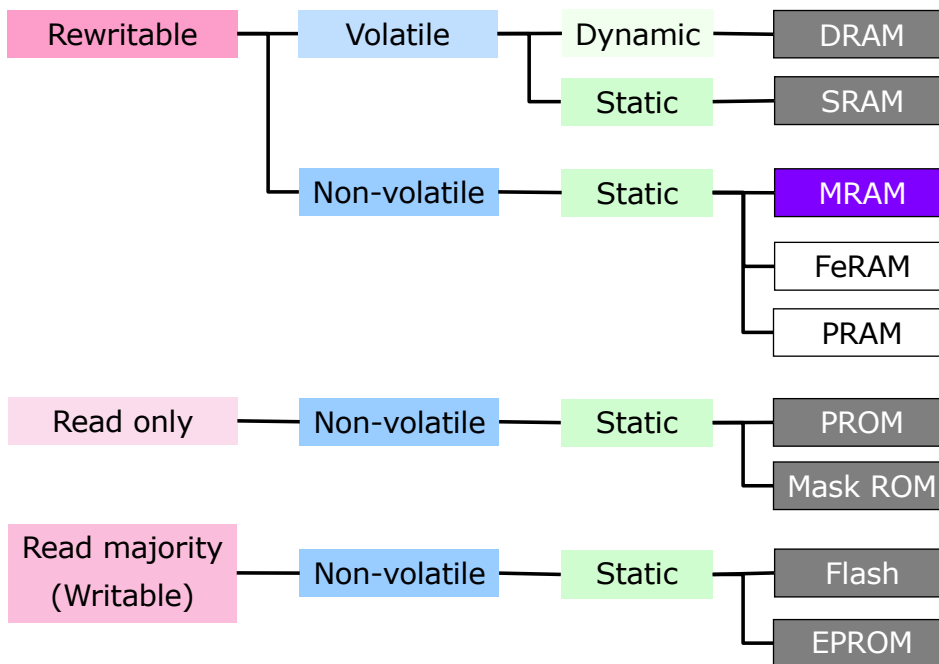 Rewritable
Volatile
Dynamic
DRAM
Static
SRAM
Non-volatile
Static
MRAM
FeRAM
PRAM
Read only
Non-volatile
Static
PROM
Mask ROM
Read majority
(Writable)
Non-volatile
Static
Flash
EPROM